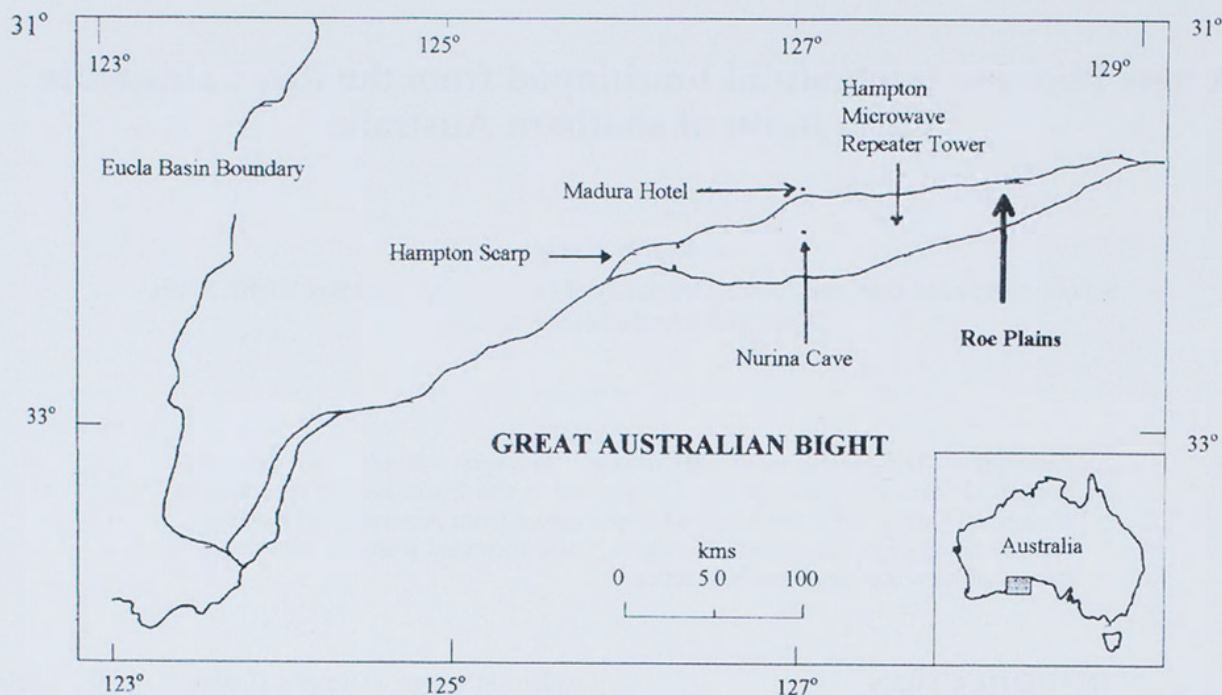 31°
123°
125°
127°
129°
31°
Eucla Basin Boundary
Hampton
Microwave
Repeater Tower
Madura Hotel
Hampton Scarp
Nurina Cave
Roe Plains
33°
GREAT AUSTRALIAN BIGHT
33°
kms
0 50 100
Australia
123°
125°
127°
129°